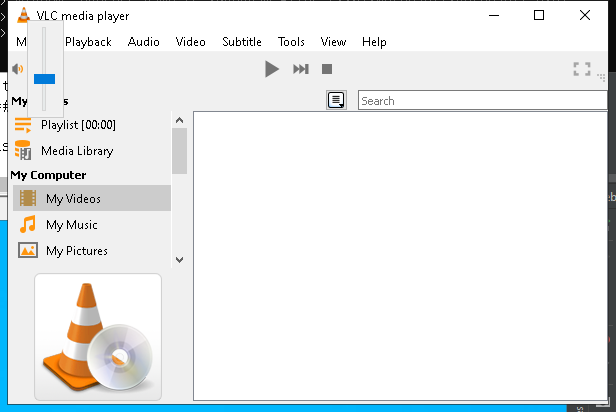 VLC media player
M Playback Audio Video Subtitle Tools View Help
My s
Search
Playlist [00:00]
Media Library
My Computer
My Videos
My Music
My Pictures